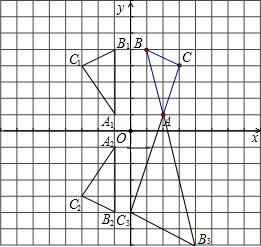 y
B₁ B
C₁ C
A₁ A
O x
A₂
C₂
B₂ C₃
B₃